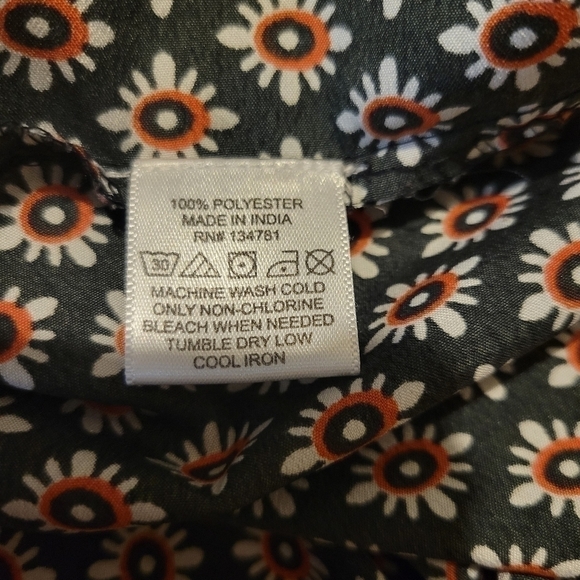 100% POLYESTER
MADE IN INDIA
RN# 134781
30
MACHINE WASH COLD
ONLY NON-CHLORINE
BLEACH WHEN NEEDED
TUMBLE DRY LOW
COOL IRON